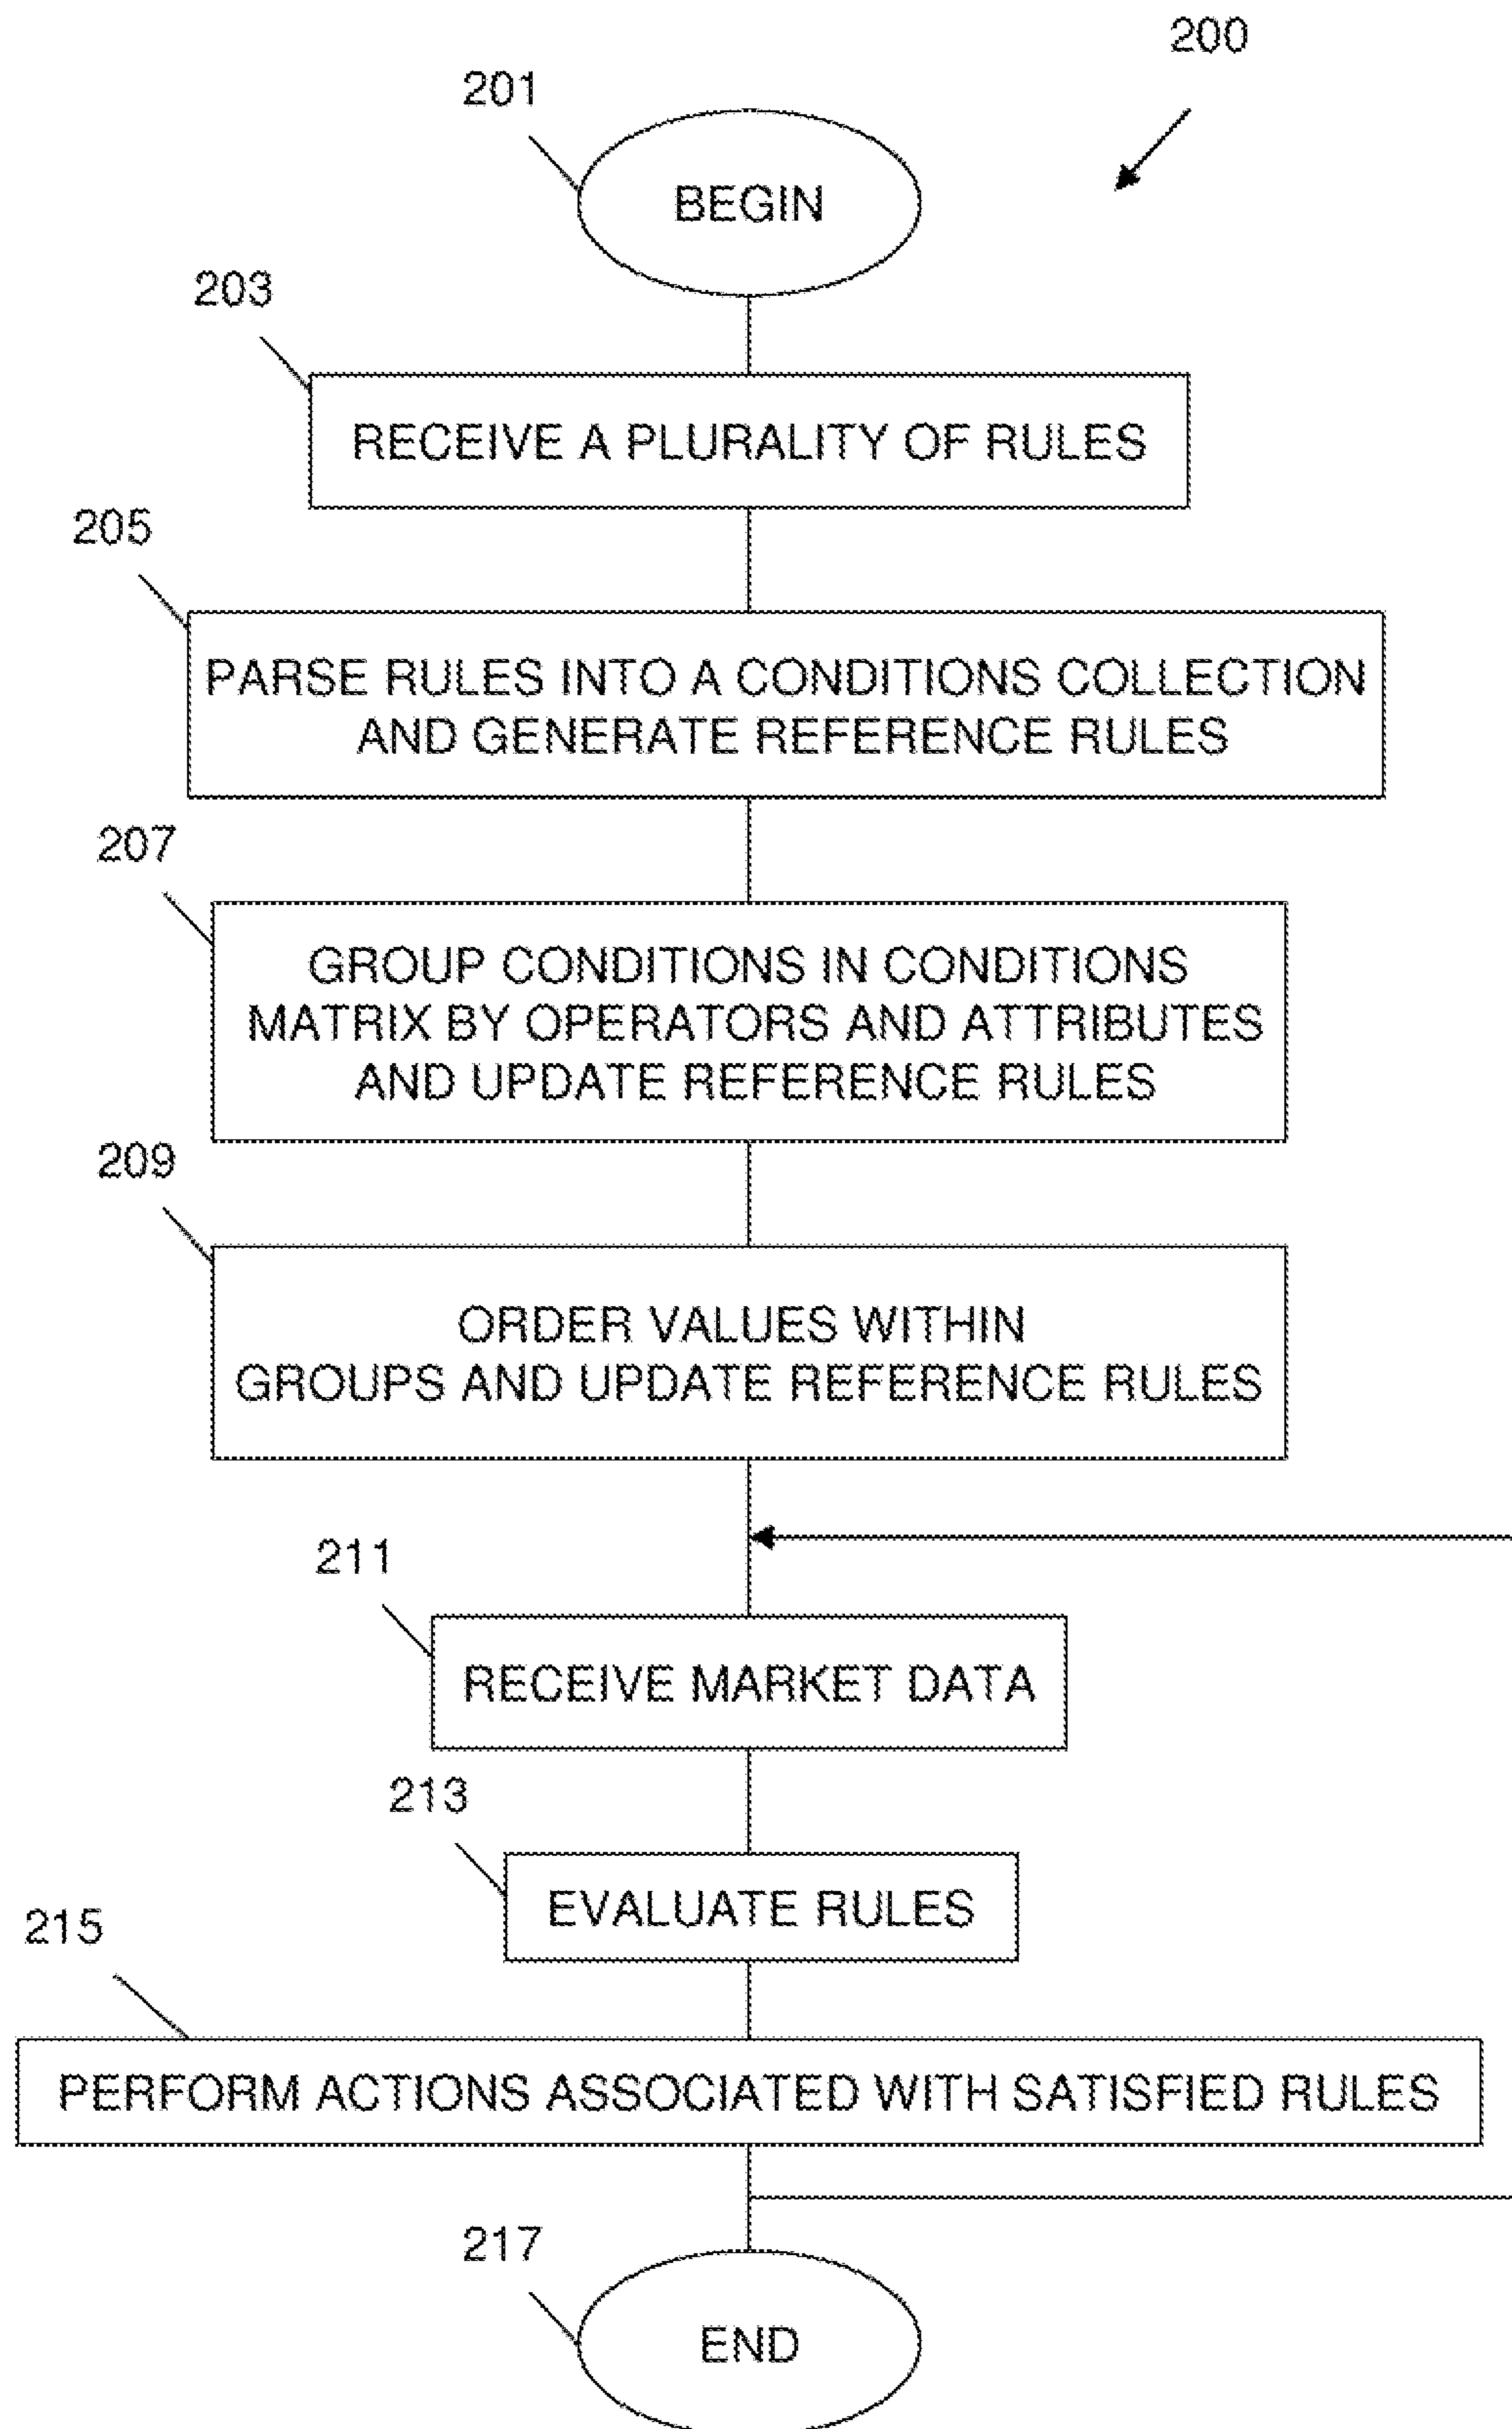 200
201
BEGIN
203
RECEIVE A PLURALITY OF RULES
205
PARSE RULES INTO A CONDITIONS COLLECTION
AND GENERATE REFERENCE RULES
207
GROUP CONDITIONS IN CONDITIONS
MATRIX BY OPERATORS AND ATTRIBUTES
AND UPDATE REFERENCE RULES
209
ORDER VALUES WITHIN
GROUPS AND UPDATE REFERENCE RULES
211
RECEIVE MARKET DATA
213
EVALUATE RULES
215
PERFORM ACTIONS ASSOCIATED WITH SATISFIED RULES
217
END